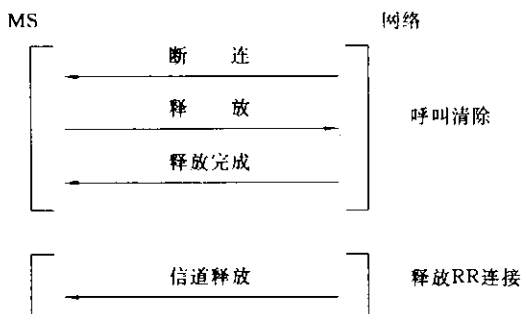 MS 网络
断 连
释 放
呼叫清除
释放完成
信道释放
释放RR连接